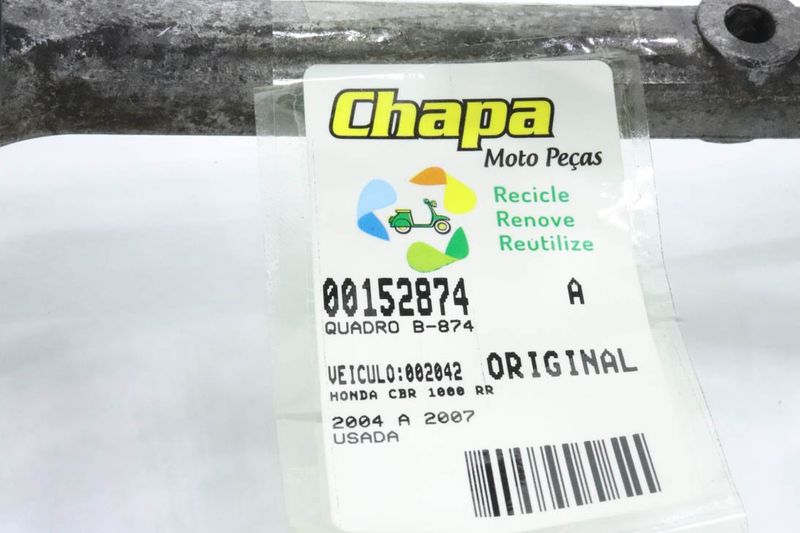 Chapa
Moto Peças
Recicle
Renove
Reutilize
00152874 A
QUADRO B-874
VEICULO:002042 ORIGINAL
HONDA CBR 1000 RR
2004 A 2007
USADA